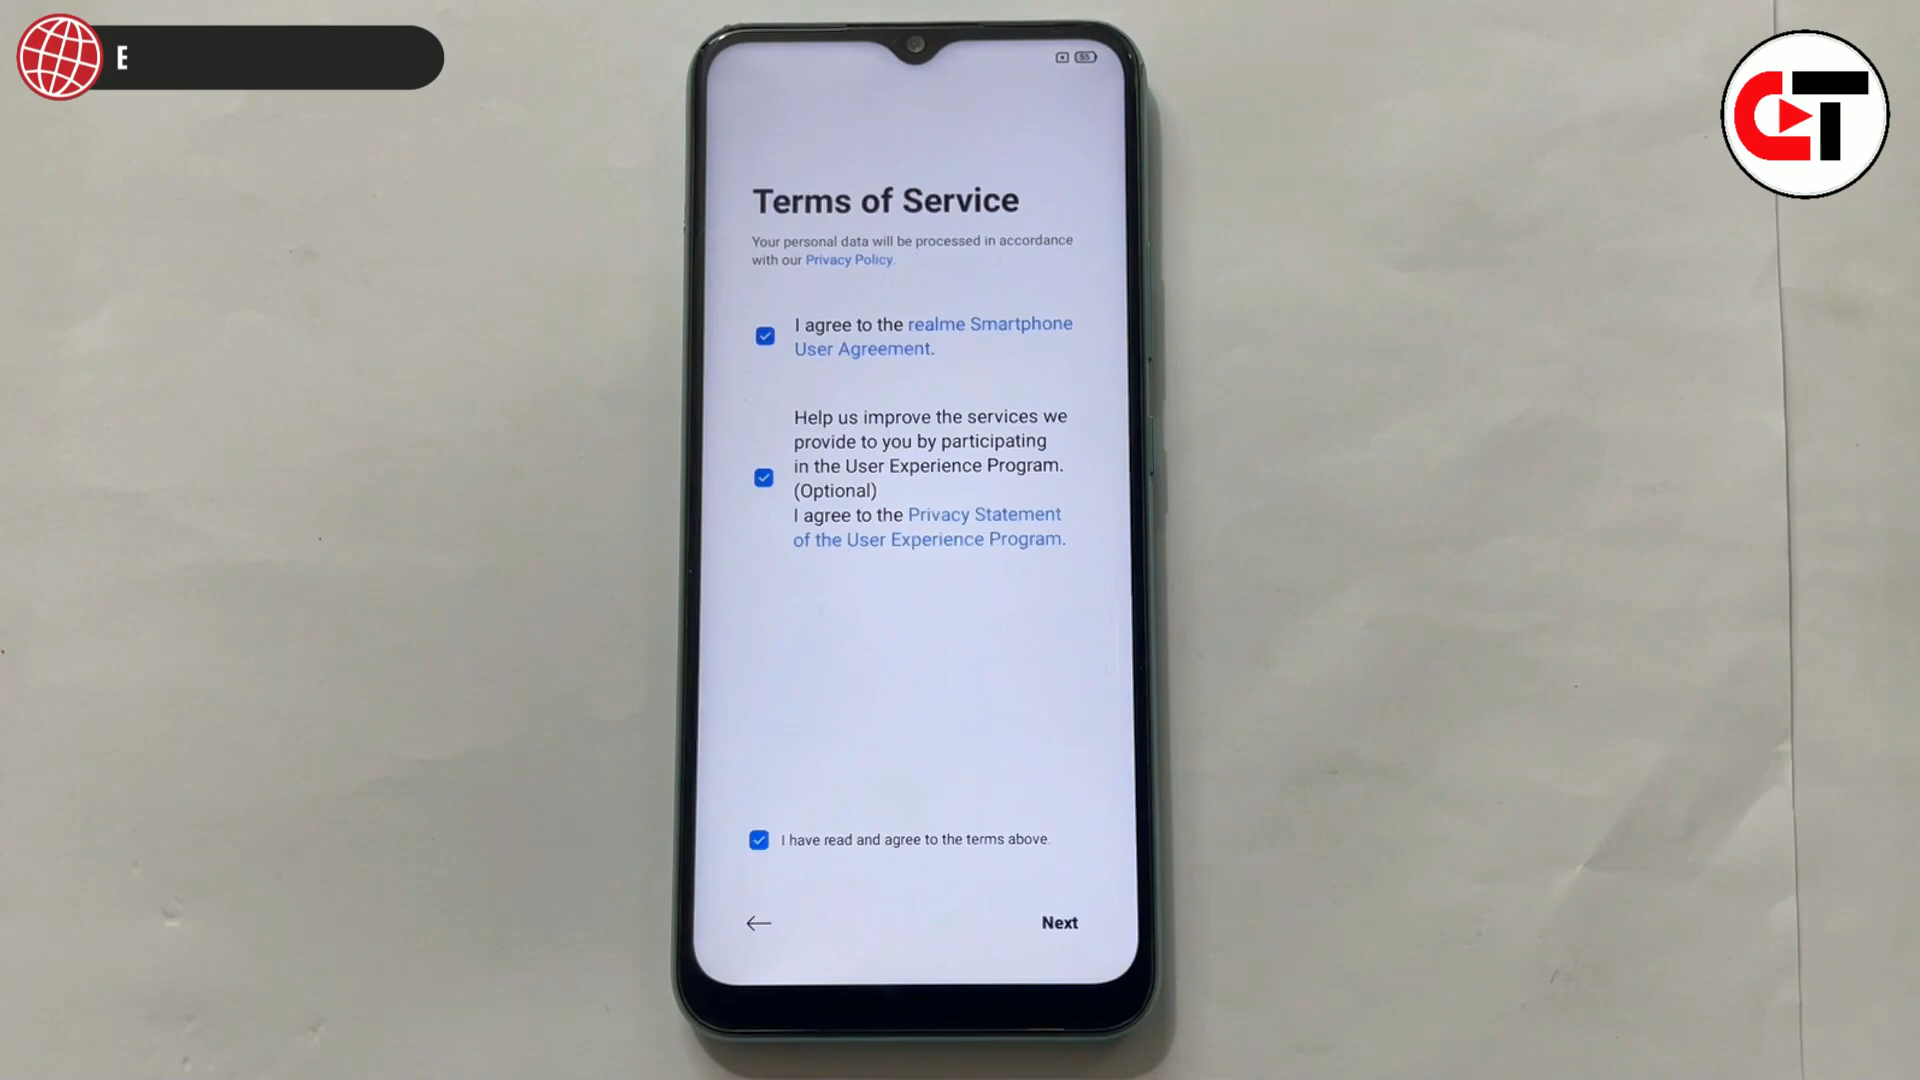 E
CT
55
Terms of Service
Your personal data will be processed in accordance
with our Privacy Policy.
I agree to the realme Smartphone
User Agreement.
Help us improve the services we
provide to you by participating
in the User Experience Program.
(Optional)
I agree to the Privacy Statement
of the User Experience Program.
I have read and agree to the terms above.
Next